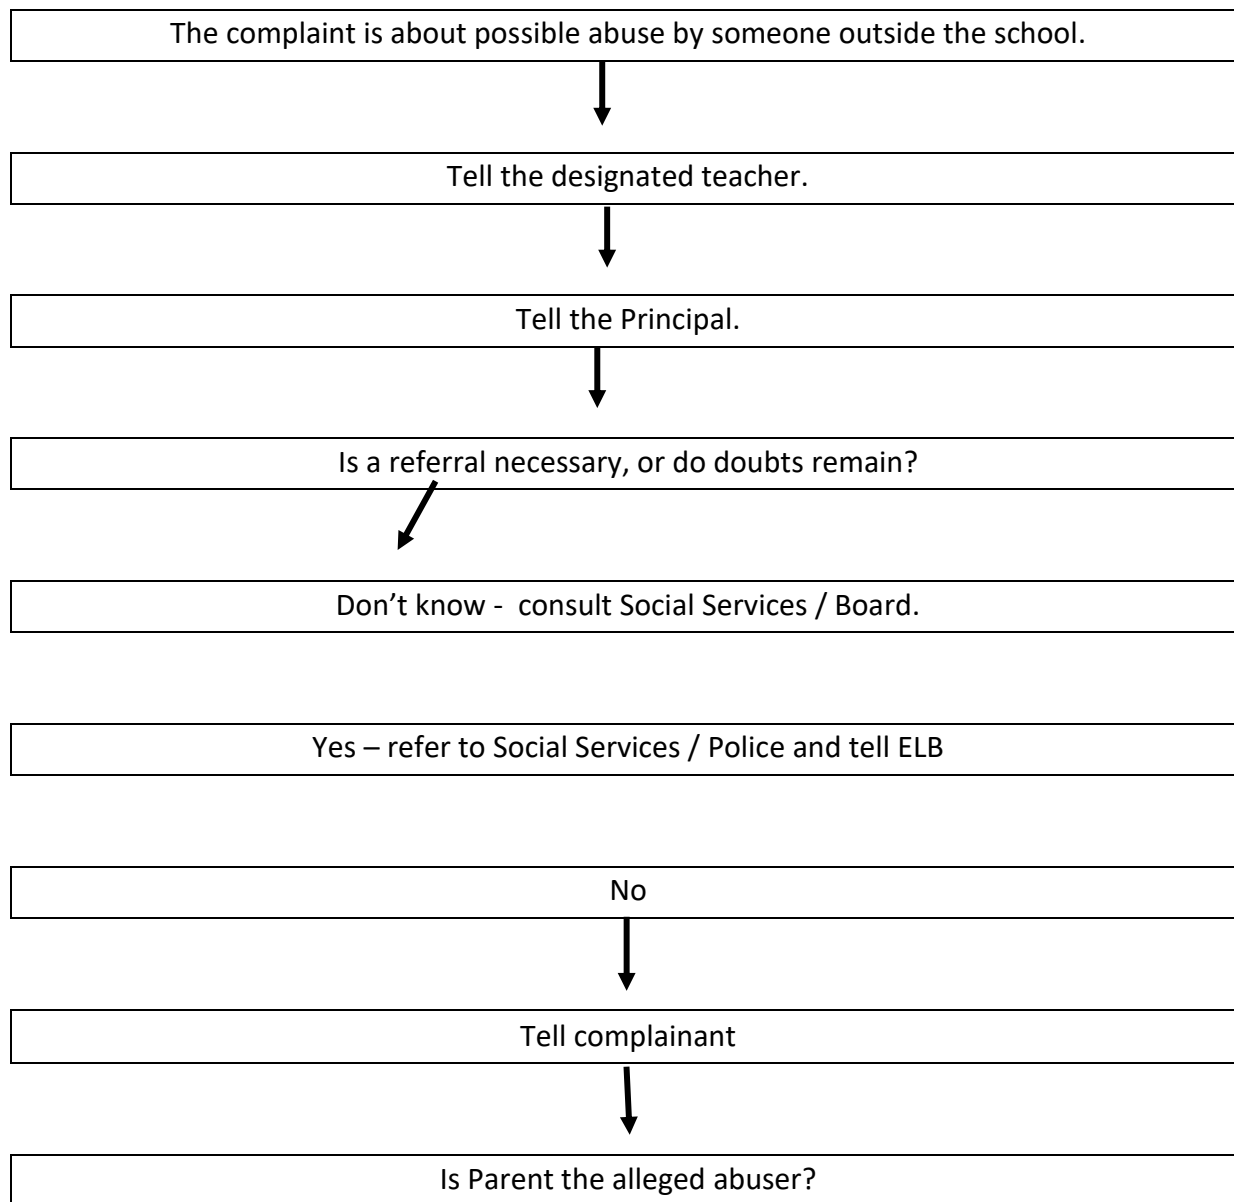 The complaint is about possible abuse by someone outside the school.
Tell the designated teacher.
Tell the Principal.
Is a referral necessary, or do doubts remain?
Don’t know -  consult Social Services / Board.
Yes – refer to Social Services / Police and tell ELB
No
Tell complainant
Is Parent the alleged abuser?